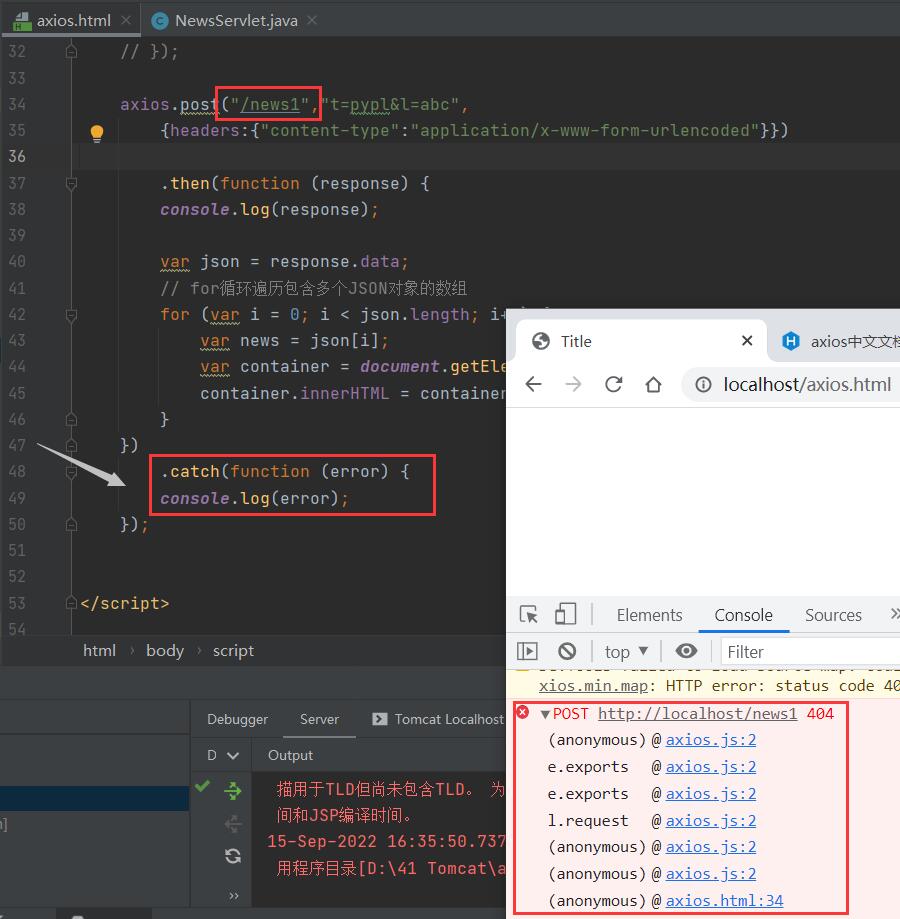 axios.html
NewsServlet.java
32 // });
33
34 axios.post("/news1","t=pypl&l=abc",
35 {headers:{"content-type":"application/x-www-form-urlencoded"}})
36
37 .then(function (response) {
38 console.log(response);
39
40 var json = response.data;
41 // for循环遍历包含多个JSON对象的数组
42 for (var i = 0; i < json.length; i+
43 var news = json[i];
44 var container = document.getEle
45 container.innerHTML = container
46 }
47 })
48 .catch(function (error) {
49 console.log(error);
50 });
51
52
53 </script>
54
html › body › script
Title
axios中文文档
localhost/axios.html
Elements Console Sources »
top ▼ Filter
xios.min.map: HTTP error: status code 40
▼POST http://localhost/news1 404
(anonymous) @ axios.js:2
e.exports @ axios.js:2
e.exports @ axios.js:2
l.request @ axios.js:2
(anonymous) @ axios.js:2
(anonymous) @ axios.js:2
(anonymous) @ axios.html:34
Debugger Server Tomcat Localhost
D Output
描用于TLD但尚未包含TLD。 为
间和JSP编译时间。
15-Sep-2022 16:35:50.737
用程序目录[D:\41 Tomcat\a
»